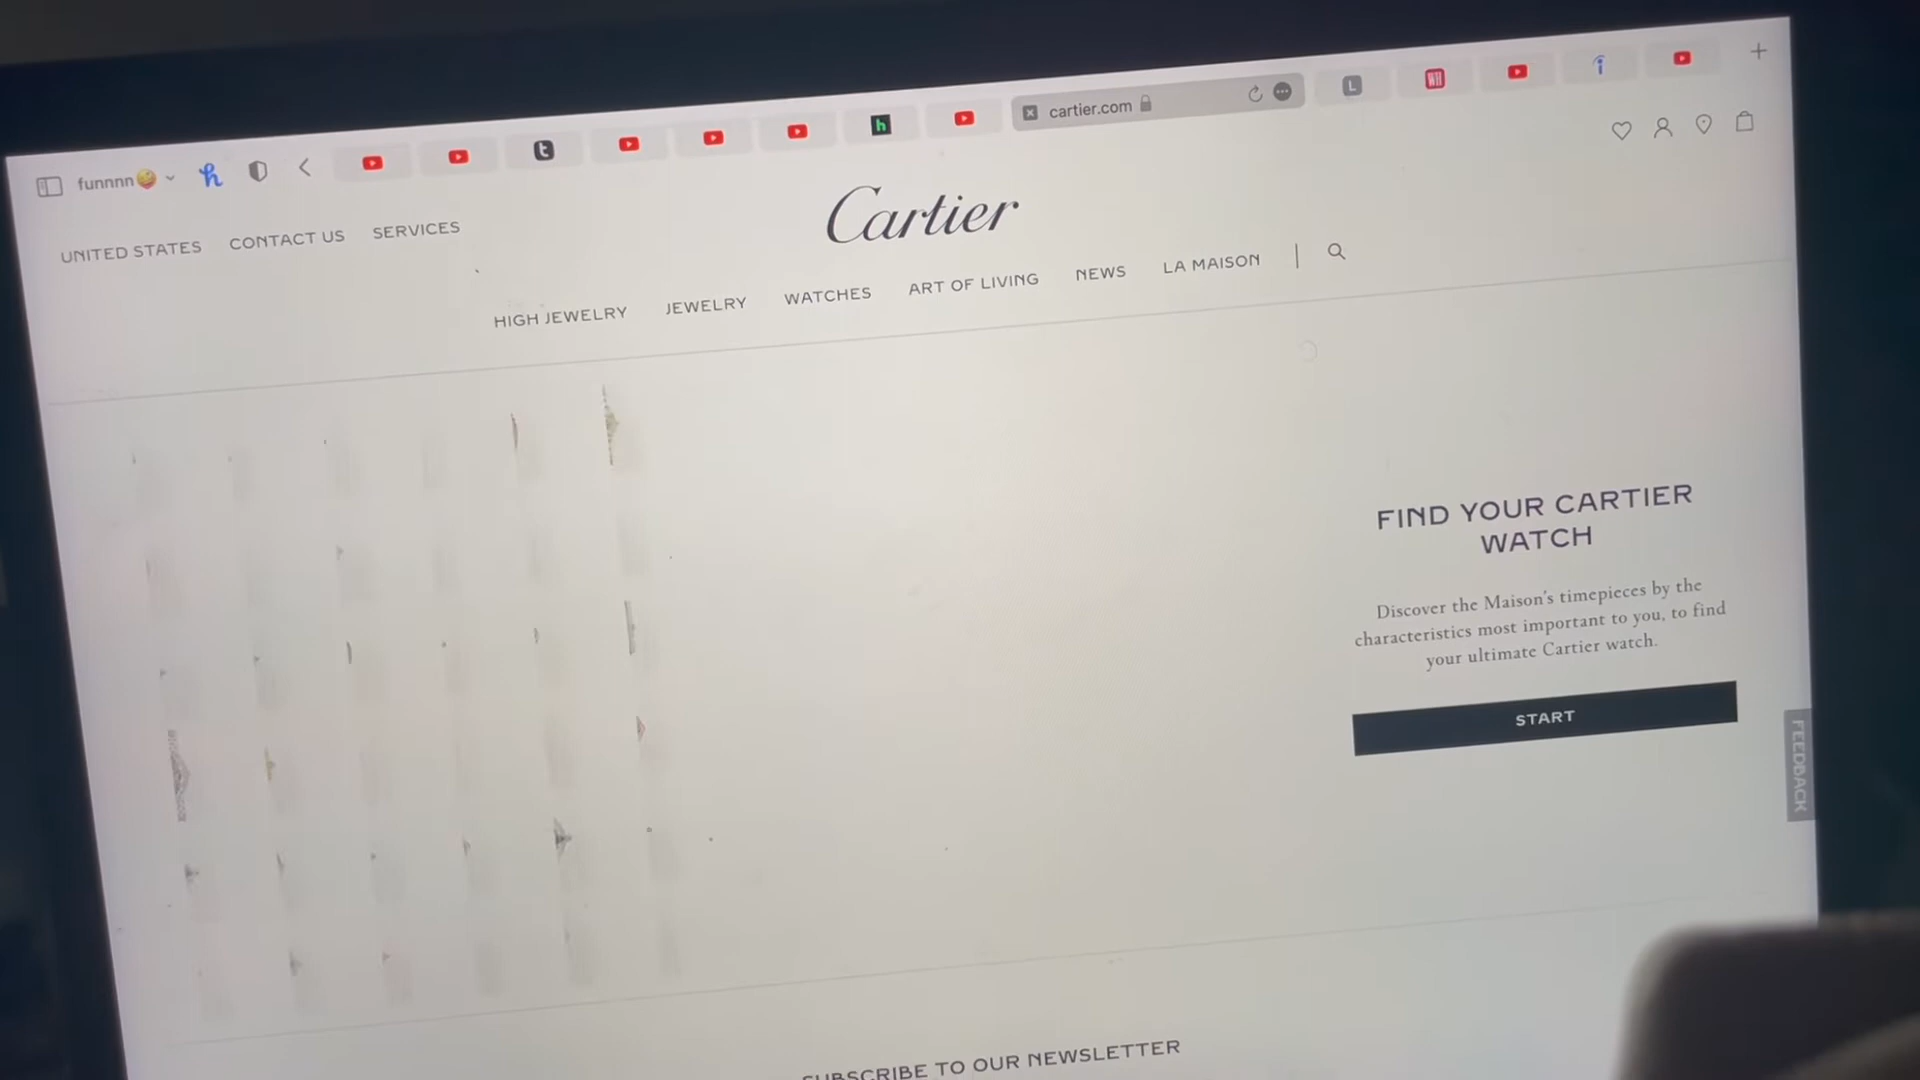 funnnn🤪
cartier.com
UNITED STATES CONTACT US SERVICES
Cartier
HIGH JEWELRY JEWELRY WATCHES ART OF LIVING NEWS LA MAISON
FIND YOUR CARTIER
WATCH
Discover the Maison's timepieces by the
characteristics most important to you, to find
your ultimate Cartier watch.
START
FEEDBACK
SUBSCRIBE TO OUR NEWSLETTER